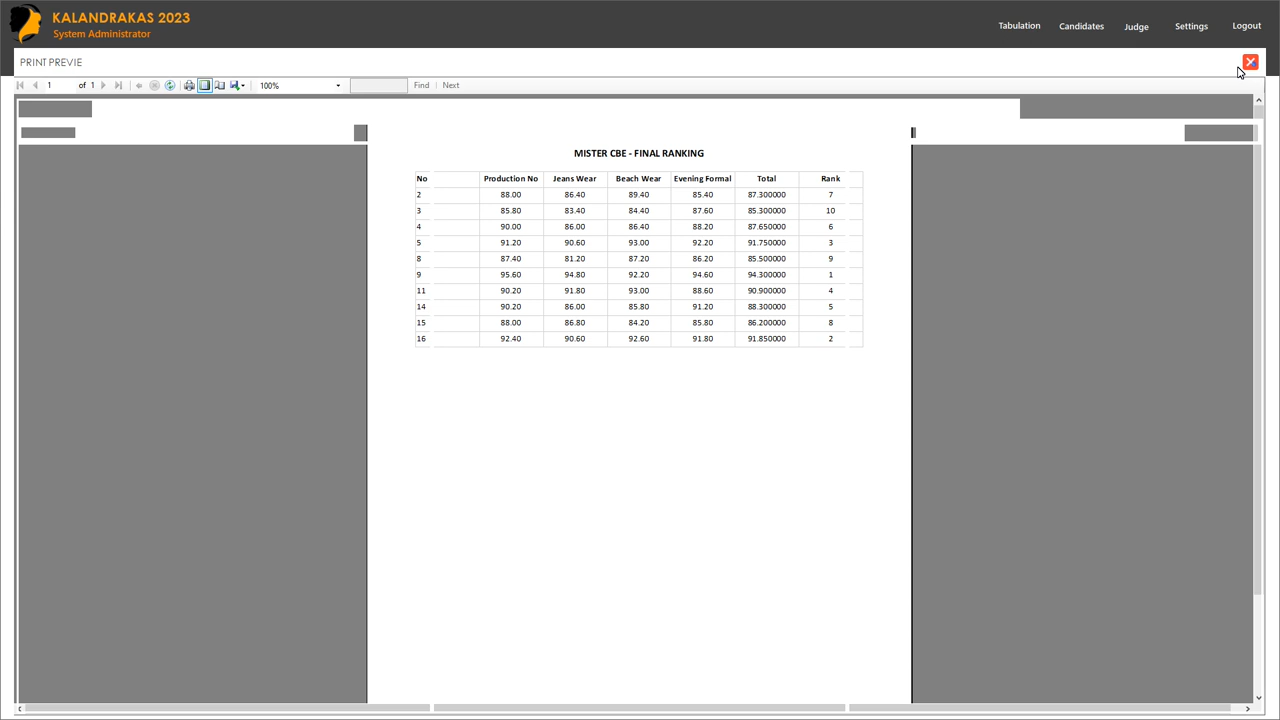 KALANDRAKAS 2023
System Administrator
Tabulation Candidates Judge Settings Logout
PRINT PREVIE
1 of 1 100% Find Next
MISTER CBE - FINAL RANKING
No Production No Jeans Wear Beach Wear Evening Formal Total Rank
2 88.00 86.40 89.40 85.40 87.300000 7
3 85.80 83.40 84.40 87.60 85.300000 10
4 90.00 86.00 86.40 88.20 87.650000 6
5 91.20 90.60 93.00 92.20 91.750000 3
8 87.40 81.20 87.20 86.20 85.500000 9
9 95.60 94.80 92.20 94.60 94.300000 1
11 90.20 91.80 93.00 88.60 90.900000 4
14 90.20 86.00 85.80 91.20 88.300000 5
15 88.00 86.80 84.20 85.80 86.200000 8
16 92.40 90.60 92.60 91.80 91.850000 2